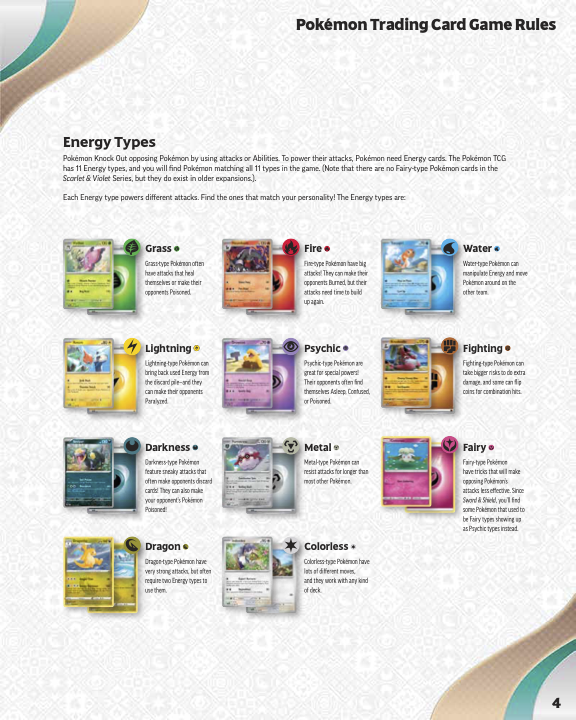 Pokémon Trading Card Game Rules
Energy Types
Pokémon Knock Out opposing Pokémon by using attacks or Abilities. To power their attacks, Pokémon need Energy cards. The Pokémon TCG
has 11 Energy types, and you will find Pokémon matching all 11 types in the game. (Note that there are no Fairy-type Pokémon cards in the
Scarlet & Violet Series, but they do exist in older expansions.).
Each Energy type powers different attacks. Find the ones that match your personality! The Energy types are:
Grass
Grass-type Pokémon often
have attacks that heal
themselves or make their
opponents Poisoned.
Fire
Fire-type Pokémon have big
attacks! They can make their
opponents Burned, but their
attacks need time to build
up again.
Water
Water-type Pokémon can
manipulate Energy and move
Pokémon around on the
other team.
Lightning
Lightning-type Pokémon can
bring back used Energy from
the discard pile–and they
can make their opponents
Paralyzed.
Psychic
Psychic-type Pokémon are
great for special powers!
Their opponents often find
themselves Asleep, Confused,
or Poisoned.
Fighting
Fighting-type Pokémon can
take bigger risks to do extra
damage, and some can flip
coins for combination hits.
Darkness
Darkness-type Pokémon
feature sneaky attacks that
often make opponents discard
cards! They can also make
your opponent's Pokémon
Poisoned!
Metal
Metal-type Pokémon can
resist attacks for longer than
most other Pokémon.
Fairy
Fairy-type Pokémon
have tricks that will make
opposing Pokémon's
attacks less effective. Since
Sword & Shield, you'll find
some Pokémon that used to
be Fairy types showing up
as Psychic types instead.
Dragon
Dragon-type Pokémon have
very strong attacks, but often
require two Energy types to
use them.
Colorless
Colorless-type Pokémon have
lots of different moves,
and they work with any kind
of deck.
4